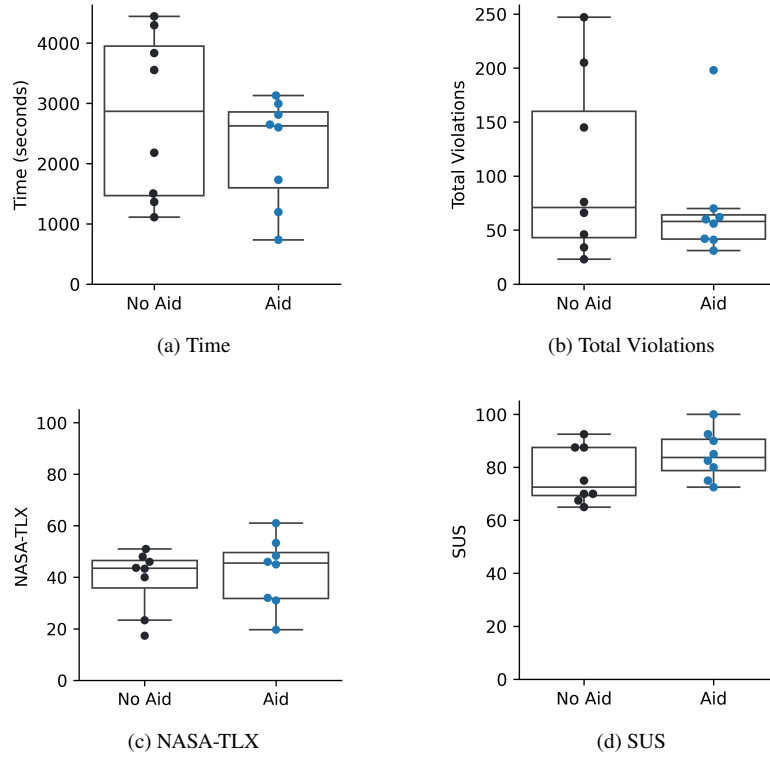 Time (seconds)
4000
3000
2000
1000
0
No Aid
Aid
(a) Time
Total Violations
250
200
150
100
50
0
No Aid
Aid
(b) Total Violations
NASA-TLX
100
80
60
40
20
0
No Aid
Aid
(c) NASA-TLX
SUS
100
80
60
40
20
0
No Aid
Aid
(d) SUS